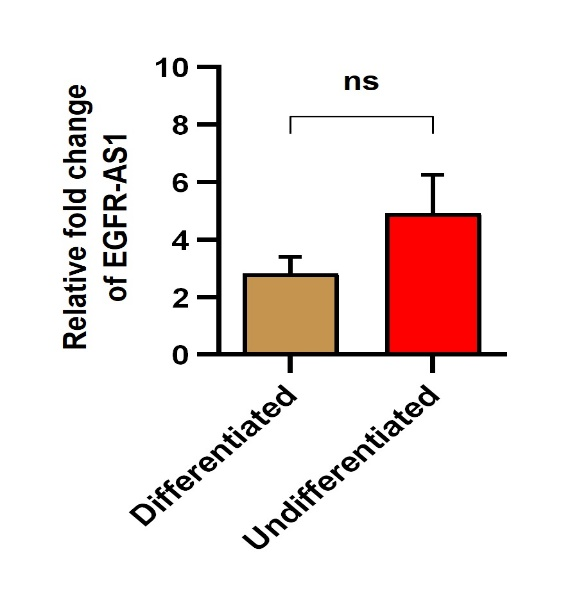 Relative fold change
of EGFR-AS1
10
8
6
4
2
0
ns
Differentiated
Undifferentiated